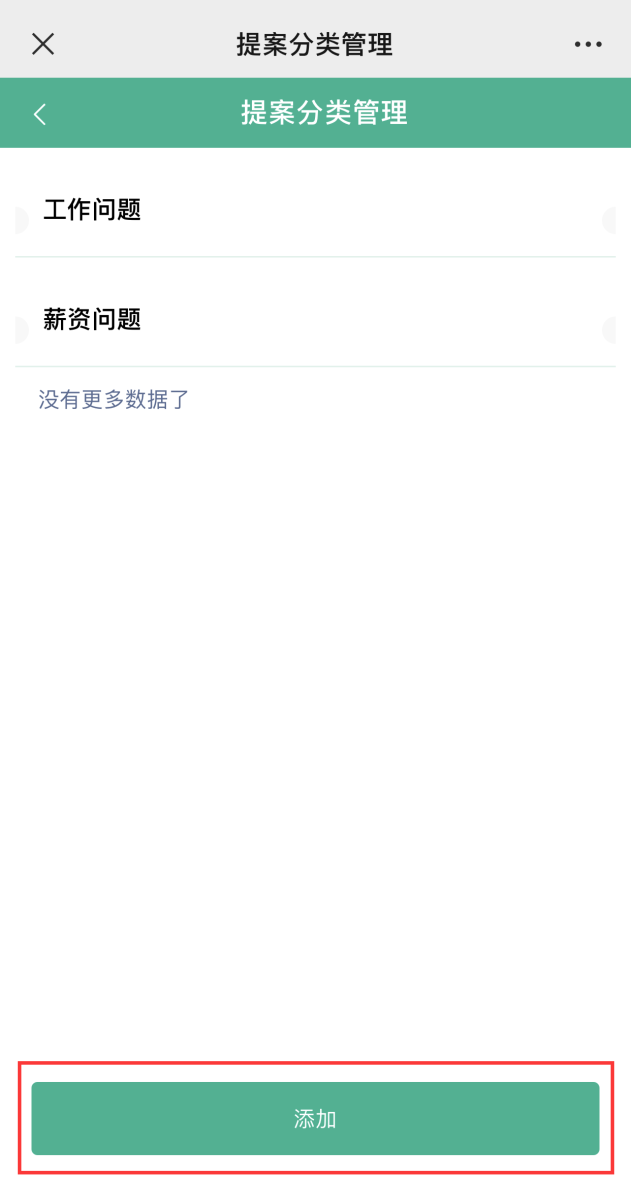 提案分类管理
提案分类管理
工作问题
薪资问题
没有更多数据了
添加